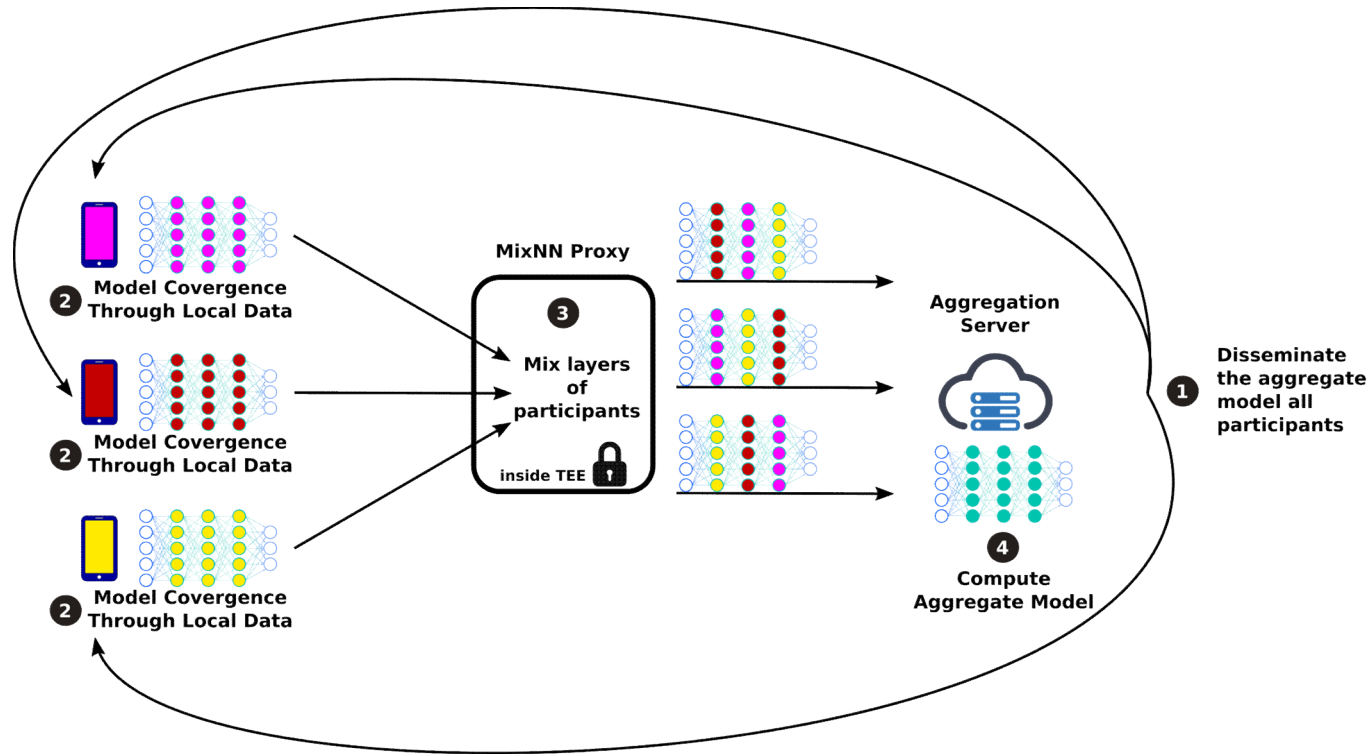 2
Model Covergence
Through Local Data
2
Model Covergence
Through Local Data
2
Model Covergence
Through Local Data
MixNN Proxy
3
Mix layers
of
participants
inside TEE
Aggregation
Server
4
Compute
Aggregate Model
1
Disseminate
the aggregate
model all
participants